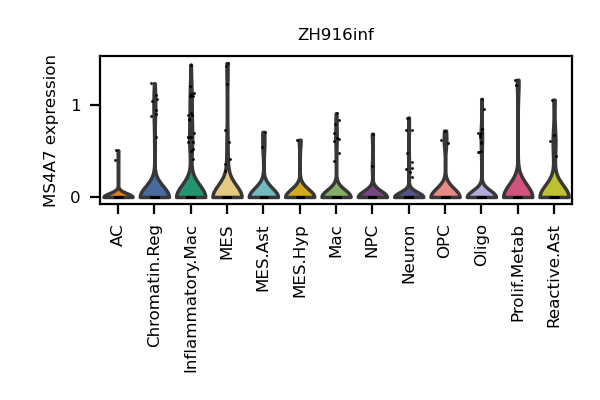 ZH916inf
MS4A7 expression
1
0
AC
Chromatin.Reg
Inflammatory.Mac
MES
MES.Ast
MES.Hyp
Mac
NPC
Neuron
OPC
Oligo
Prolif.Metab
Reactive.Ast